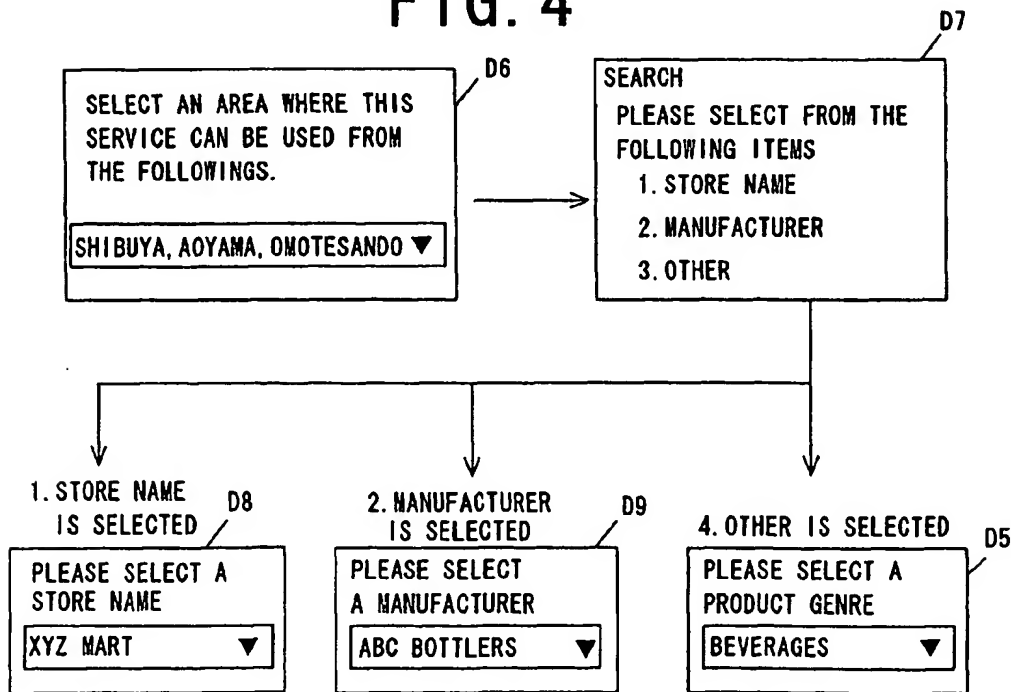 FIG. 4
D6
SELECT AN AREA WHERE THIS
SERVICE CAN BE USED FROM
THE FOLLOWINGS.
SHIBUYA, AOYAMA, OMOTESANDO ▼
D7
SEARCH
PLEASE SELECT FROM THE
FOLLOWING ITEMS
1. STORE NAME
2. MANUFACTURER
3. OTHER
1. STORE NAME
IS SELECTED
D8
PLEASE SELECT A
STORE NAME
XYZ MART ▼
2. MANUFACTURER
IS SELECTED
D9
PLEASE SELECT
A MANUFACTURER
ABC BOTTLERS ▼
4. OTHER IS SELECTED
D5
PLEASE SELECT A
PRODUCT GENRE
BEVERAGES ▼